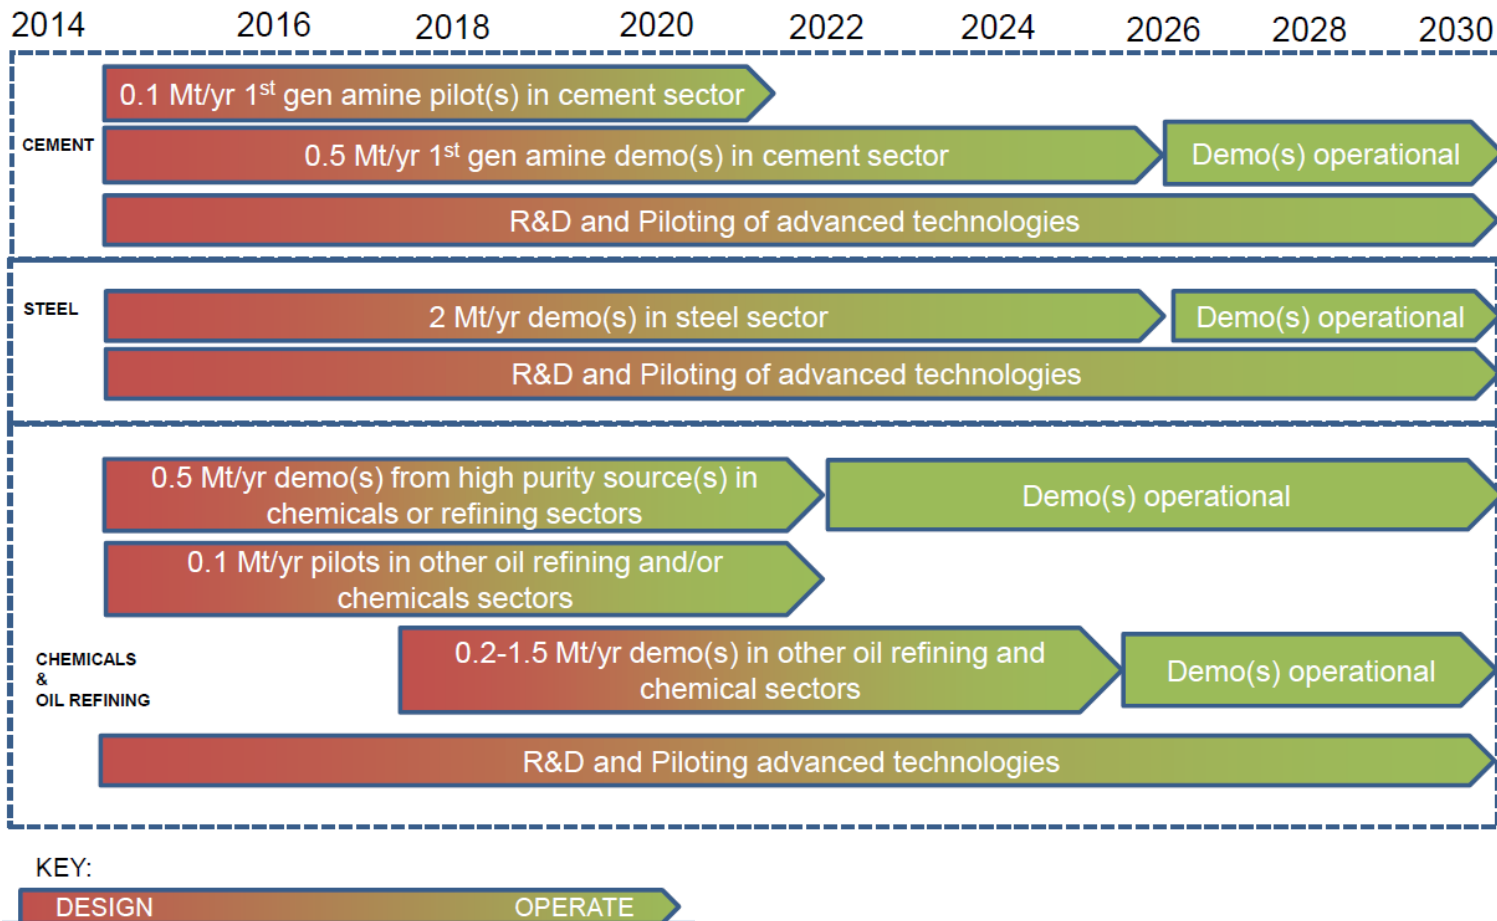 2014 2016 2018 2020 2022 2024 2026 2028 2030
0.1 Mt/yr 1st gen amine pilot(s) in cement sector
CEMENT
0.5 Mt/yr 1st gen amine demo(s) in cement sector
Demo(s) operational
R&D and Piloting of advanced technologies
STEEL
2 Mt/yr demo(s) in steel sector
Demo(s) operational
R&D and Piloting of advanced technologies
0.5 Mt/yr demo(s) from high purity source(s) in
chemicals or refining sectors
Demo(s) operational
0.1 Mt/yr pilots in other oil refining and/or
chemicals sectors
CHEMICALS
&
OIL REFINING
0.2-1.5 Mt/yr demo(s) in other oil refining and
chemical sectors
Demo(s) operational
R&D and Piloting advanced technologies
KEY:
DESIGN OPERATE